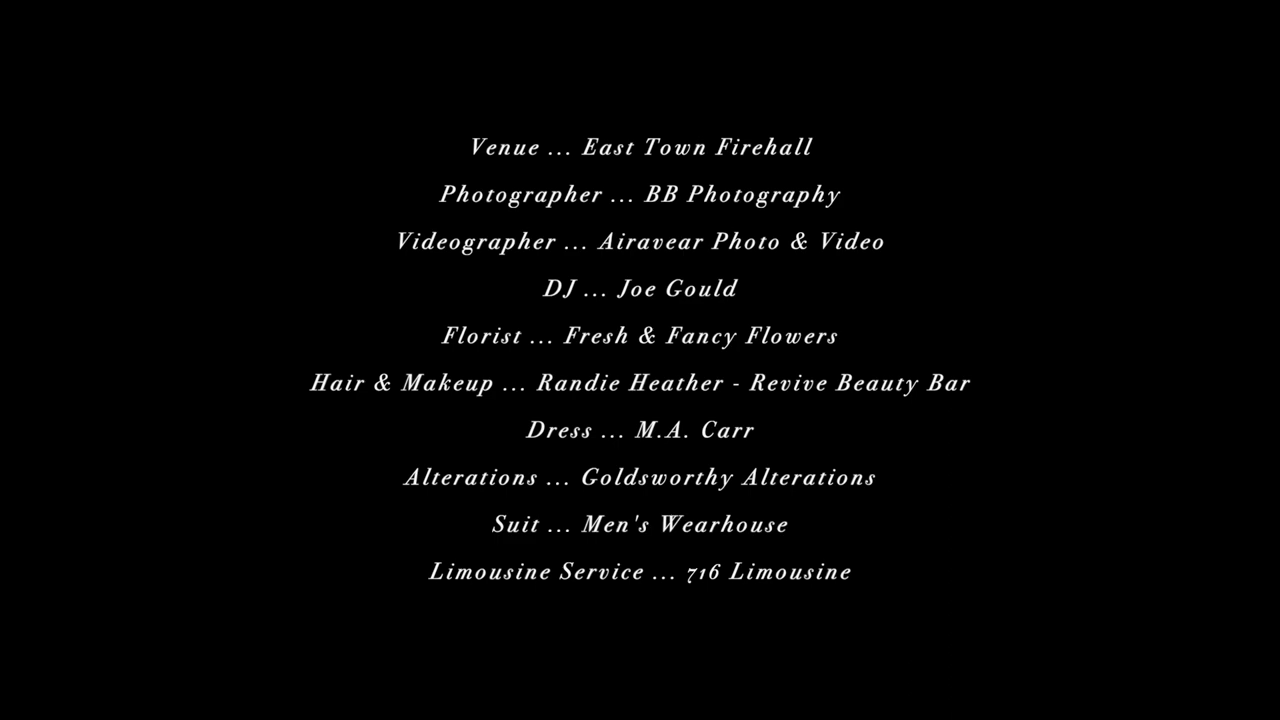 Venue ... East Town Firehall
Photographer ... BB Photography
Videographer ... Airavear Photo & Video
DJ ... Joe Gould
Florist ... Fresh & Fancy Flowers
Hair & Makeup ... Randie Heather - Revive Beauty Bar
Dress ... M.A. Carr
Alterations ... Goldsworthy Alterations
Suit ... Men's Wearhouse
Limousine Service ... 716 Limousine